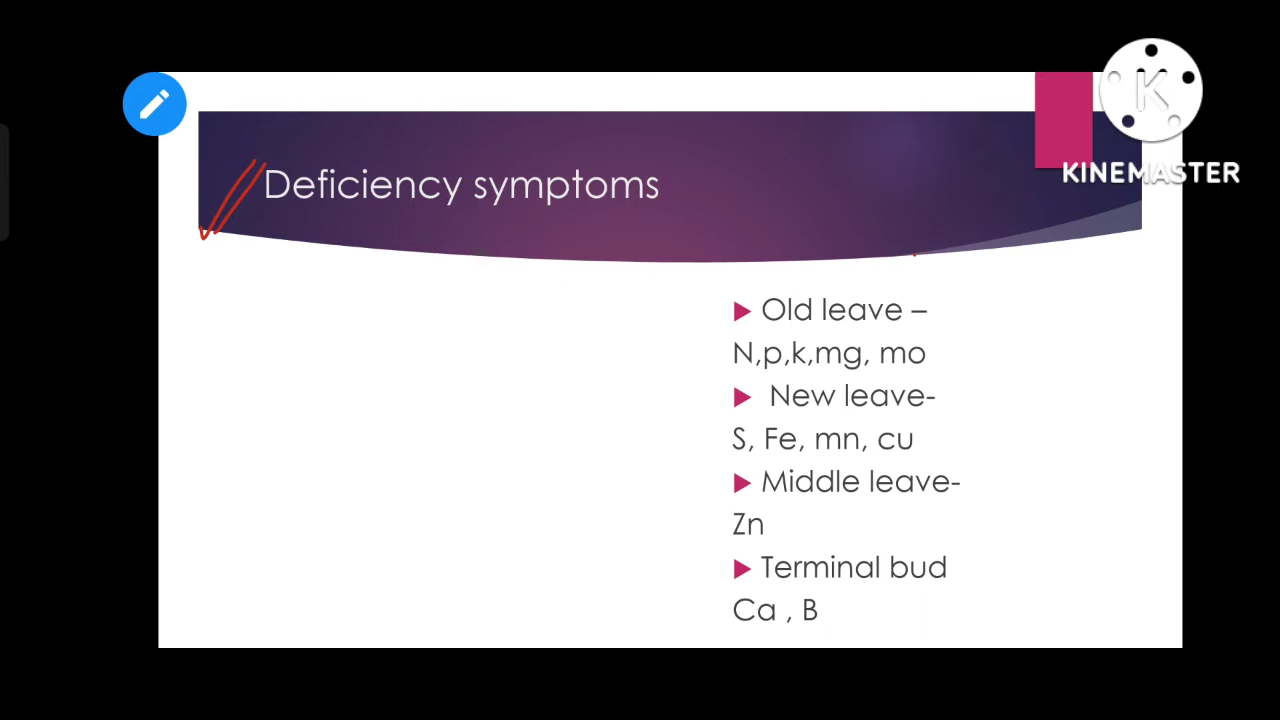 K
KINEMASTER
Deficiency symptoms
Old leave –
N,p,k,mg, mo
New leave-
S, Fe, mn, cu
Middle leave-
Zn
Terminal bud
Ca , B